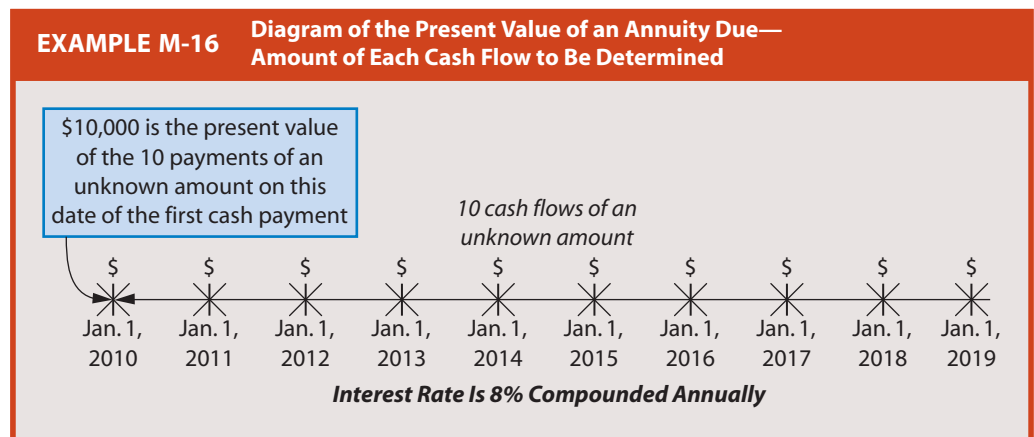 EXAMPLE M-16
Diagram of the Present Value of an Annuity Due—
Amount of Each Cash Flow to Be Determined
$10,000 is the present value
of the 10 payments of an
unknown amount on this
date of the first cash payment
10 cash flows of an
unknown amount
$ $ $ $ $ $ $ $ $ $
Jan. 1, Jan. 1, Jan. 1, Jan. 1, Jan. 1, Jan. 1, Jan. 1, Jan. 1, Jan. 1, Jan. 1,
2010 2011 2012 2013 2014 2015 2016 2017 2018 2019
Interest Rate Is 8% Compounded Annually